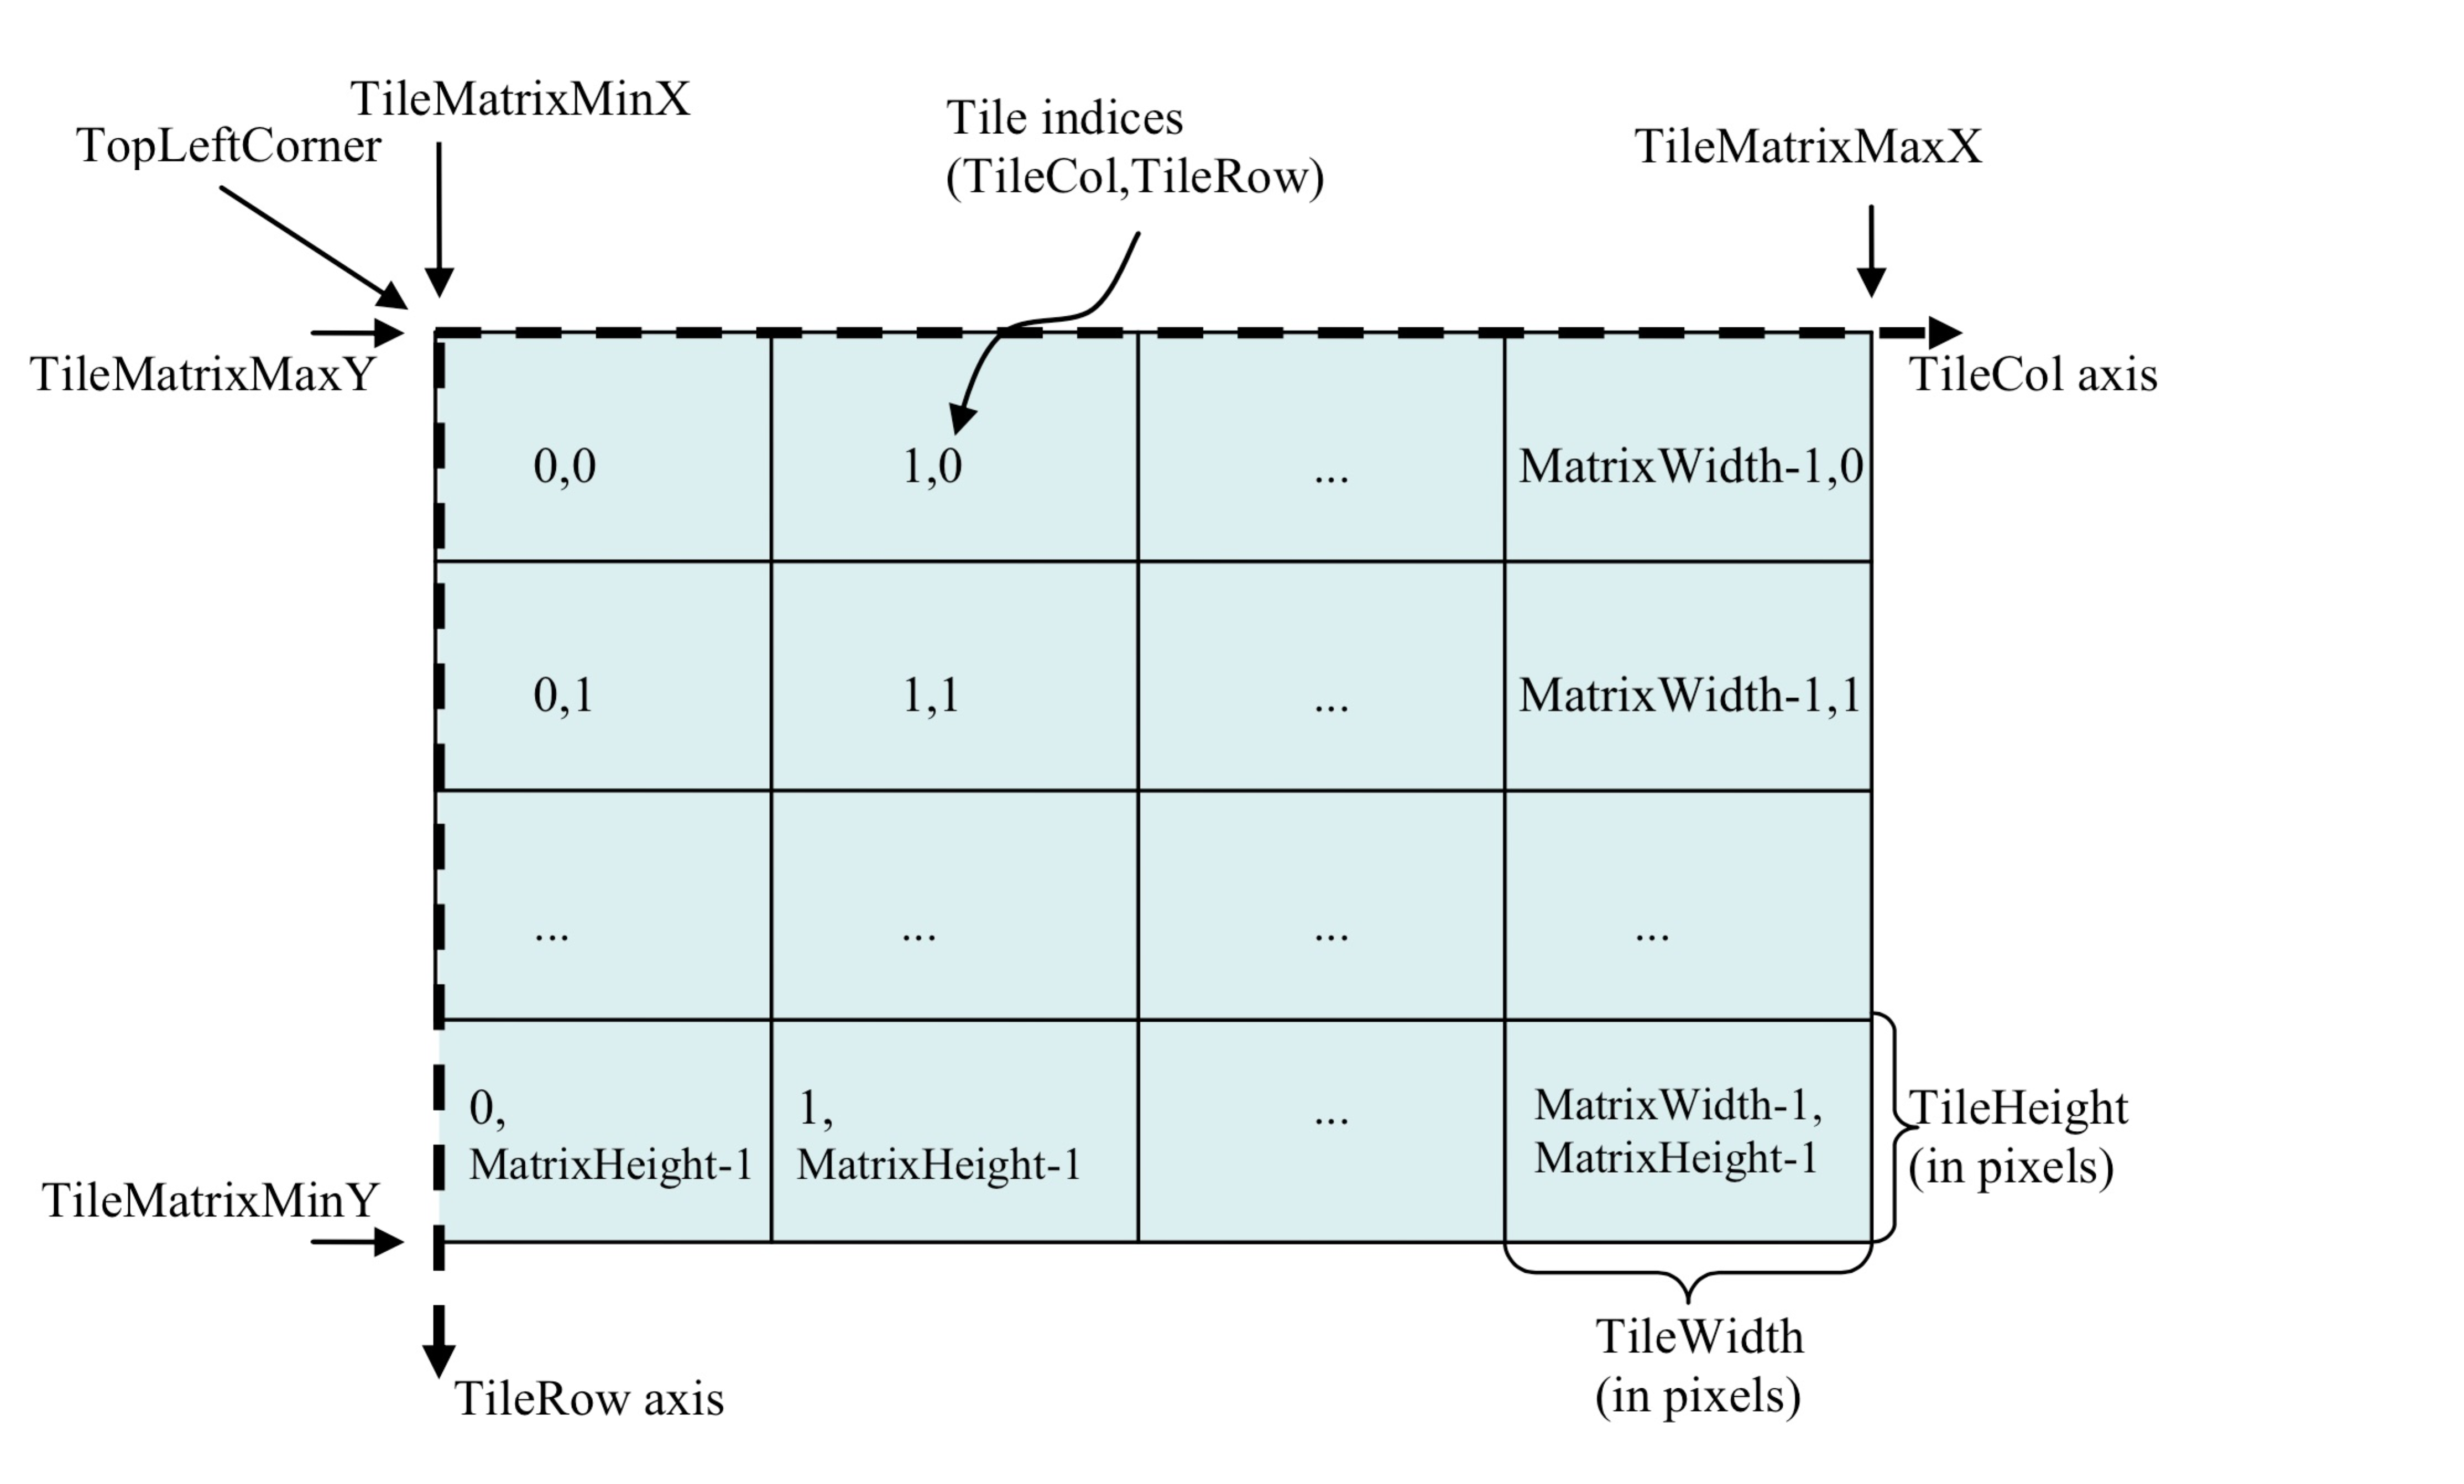 TileMatrixMinX
TopLeftCorner
Tile indices
(TileCol,TileRow)
TileMatrixMaxX
TileMatrixMaxY
TileCol axis
0,0
1,0
...
MatrixWidth-1,0
0,1
1,1
...
MatrixWidth-1,1
...
...
...
...
0,
MatrixHeight-1
1,
MatrixHeight-1
...
MatrixWidth-1,
MatrixHeight-1
TileHeight
(in pixels)
TileMatrixMinY
TileWidth
(in pixels)
TileRow axis